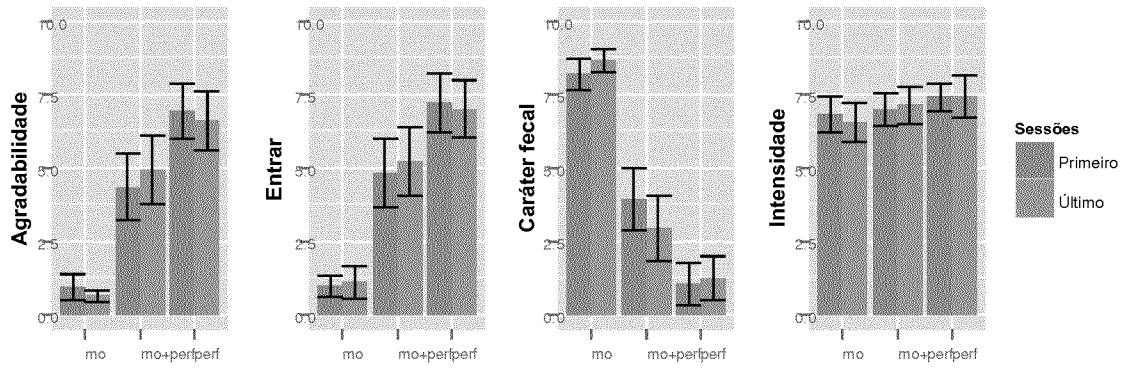 Agradabilidade
10.0
7.5
5.0
2.5
0.0
mo
mo+perf
perf
Entrar
10.0
7.5
5.0
2.5
0.0
mo
mo+perf
perf
Caráter fecal
10.0
7.5
5.0
2.5
0.0
mo
mo+perf
perf
Intensidade
10.0
7.5
5.0
2.5
0.0
mo
mo+perf
perf
Sessões
Primeiro
Último